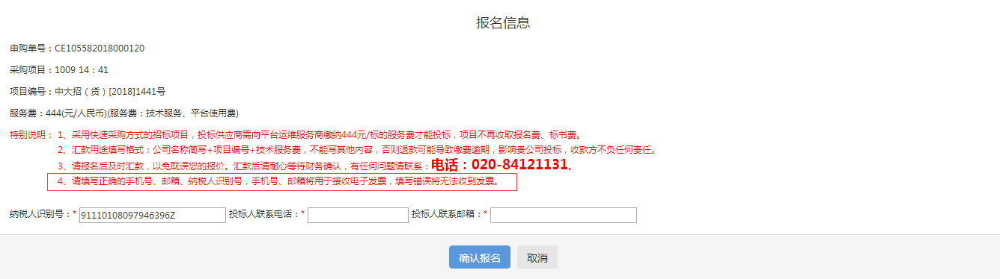 报名信息
申购单号：CE105582018000120
采购项目：1009 14：41
项目编号：中大招（货）[2018]1441号
服务费：444(元/人民币)(服务费：技术服务、平台使用费)
特别说明： 1、采用快速采购方式的招标项目，投标供应商需向平台运维服务商缴纳444元/标的服务费才能投标，项目不再收取报名费、标书费。
2、汇款用途填写格式：公司名称简写+项目编号+技术服务费，不能写其他内容，否则退款可能导致缴费逾期，影响贵公司投标，收款方不负任何责任。
3、请报名后及时汇款，以免耽误您的报价。汇款后请耐心等待财务确认，有任何问题请联系：电话：020-84121131。
4、请填写正确的手机号、邮箱、纳税人识别号，手机号、邮箱将用于接收电子发票，填写错误将无法收到发票。
纳税人识别号：* 91110108097946396Z 投标人联系电话：* 投标人联系邮箱：*
确认报名 取消